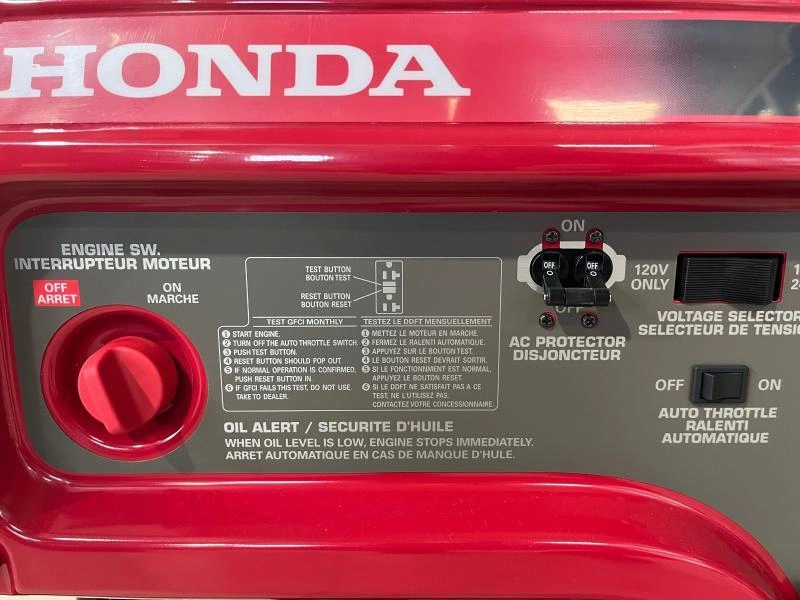 HONDA
ENGINE SW.
INTERRUPTEUR MOTEUR
OFF
ARRET
ON
MARCHE
TEST BUTTON
BOUTON TEST
RESET BUTTON
BOUTON RESET
TEST GFCI MONTHLY
1 START ENGINE.
2 TURN OFF THE AUTO THROTTLE SWITCH.
3 PUSH TEST BUTTON.
4 RESET BUTTON SHOULD POP OUT.
5 IF NORMAL OPERATION IS CONFIRMED,
PUSH RESET BUTTON IN.
6 IF GFCI FAILS THIS TEST, DO NOT USE.
TAKE TO DEALER.
TESTEZ LE DDFT MENSUELLEMENT
1 METTEZ LE MOTEUR EN MARCHE.
2 FERMEZ LE RALENTI AUTOMATIQUE.
3 APPUYEZ SUR LE BOUTON TEST.
4 LE BOUTON RESET DEVRAIT SORTIR.
5 SI LE FONCTIONNMENT EST NORMAL,
APPUYEZ LE BOUTON RESET.
6 SI LE DDFT NE SATISFAIT PAS A CE
TEST, NE L'UTILISEZ PAS.
CONTACTEZ VOTRE CONCESSIONNAIRE.
OIL ALERT / SECURITE D'HUILE
WHEN OIL LEVEL IS LOW, ENGINE STOPS IMMEDIATELY.
ARRET AUTOMATIQUE EN CAS DE MANQUE D'HULE.
ON
OFF OFF
OFF
AC PROTECTOR
DISJONCTEUR
120V
ONLY
VOLTAGE SELECTOR
SELECTEUR DE TENSI
OFF ON
AUTO THROTTLE
RALENTI
AUTOMATIQUE